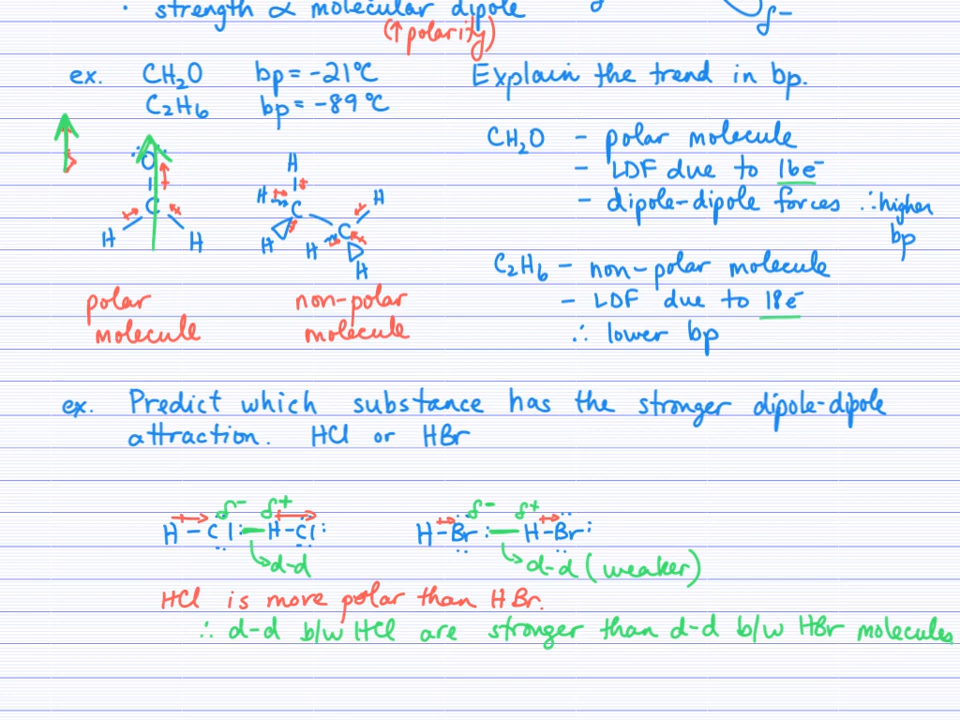 · strength ∝ molecular dipole
(↑ polarity)
δ-
ex. CH₂O bp = -21°C
C₂H₆ bp = -89°C
Explain the trend in bp.
CH₂O - polar molecule
- LDF due to 16e⁻
- dipole-dipole forces ∴ higher
bp
:O:
C
H H
H
H C H
H H C
H
polar
molecule
non-polar
molecule
C₂H₆ - non-polar molecule
- LDF due to 18e⁻
∴ lower bp
ex. Predict which substance has the stronger dipole-dipole
attraction. HCl or HBr
δ- δ+ δ- δ+
H-Cl: H-Cl: H-Br: H-Br:
d-d d-d (weaker)
HCl is more polar than HBr.
∴ d-d b/w HCl are stronger than d-d b/w HBr molecules